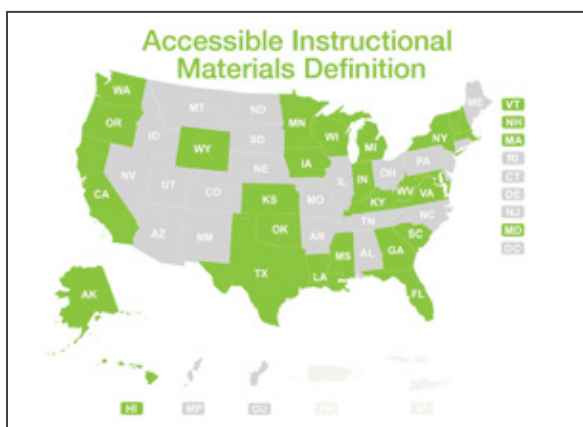 Accessible Instructional
Materials Definition
WA
OR
CA
ID
NV
MT
WY
UT
AZ
CO
NM
ND
SD
NE
KS
OK
TX
MN
IA
MO
AR
LA
WI
IL
MS
MI
IN
KY
TN
AL
OH
WV
VA
NC
SC
GA
FL
PA
NY
ME
VT
NH
MA
RI
CT
DE
NJ
MD
DC
AK
HI
MP
GU